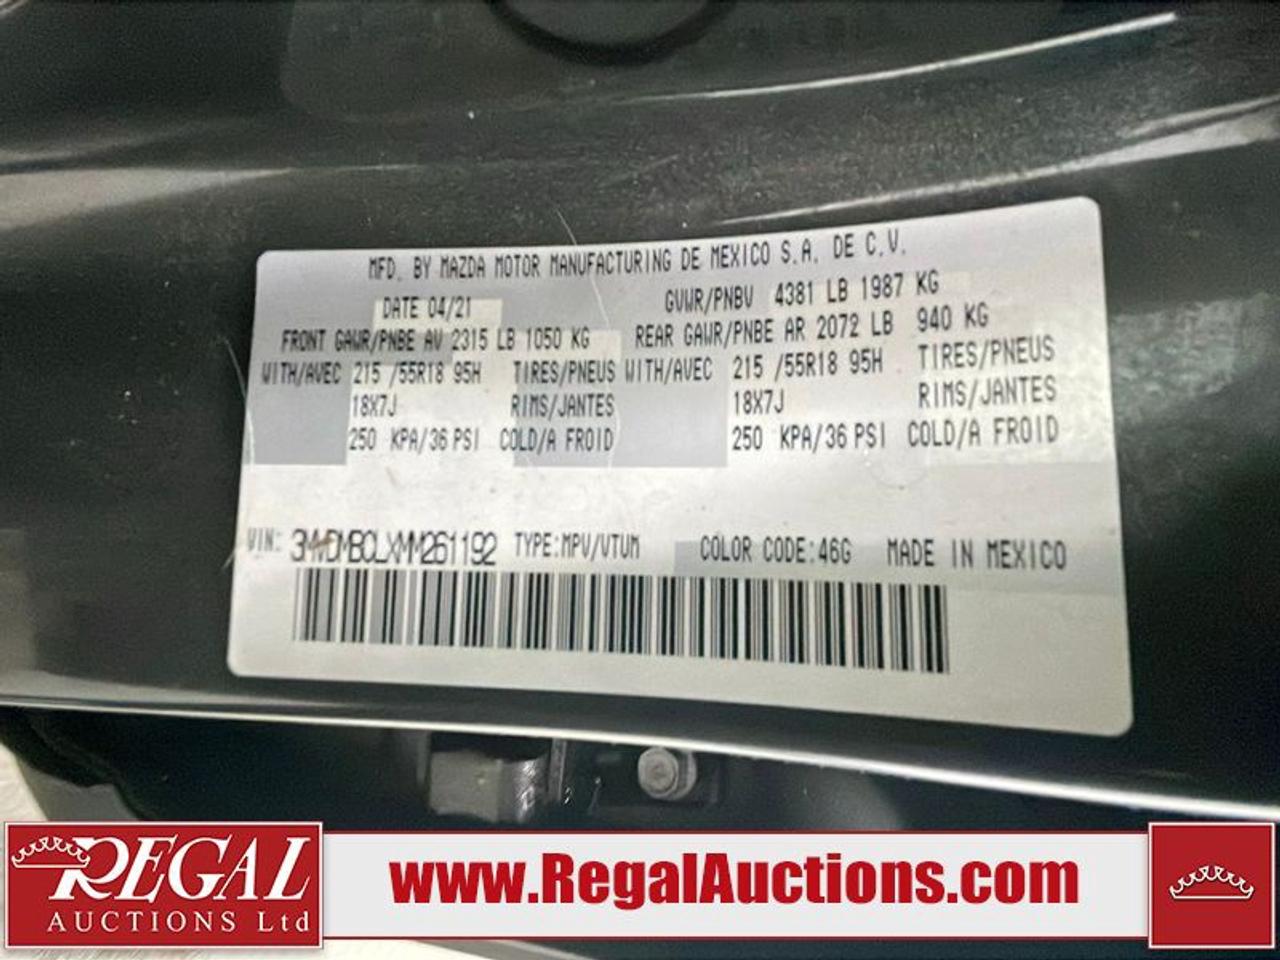 MFD. BY MAZDA MOTOR MANUFACTURING DE MEXICO S.A. DE C.V.
DATE 04/21 GVWR/PNBV 4381 LB 1987 KG
FRONT GAWR/PNBE AV 2315 LB 1050 KG REAR GAWR/PNBE AR 2072 LB 940 KG
WITH/AVEC 215 /55R18 95H TIRES/PNEUS WITH/AVEC 215 /55R18 95H TIRES/PNEUS
18X7J RIMS/JANTES 18X7J RIMS/JANTES
250 KPA/36 PSI COLD/A FROID 250 KPA/36 PSI COLD/A FROID
VIN: TYPE:MPV/VTUM COLOR CODE:46G MADE IN MEXICO
REGAL
AUCTIONS Ltd
www.RegalAuctions.com